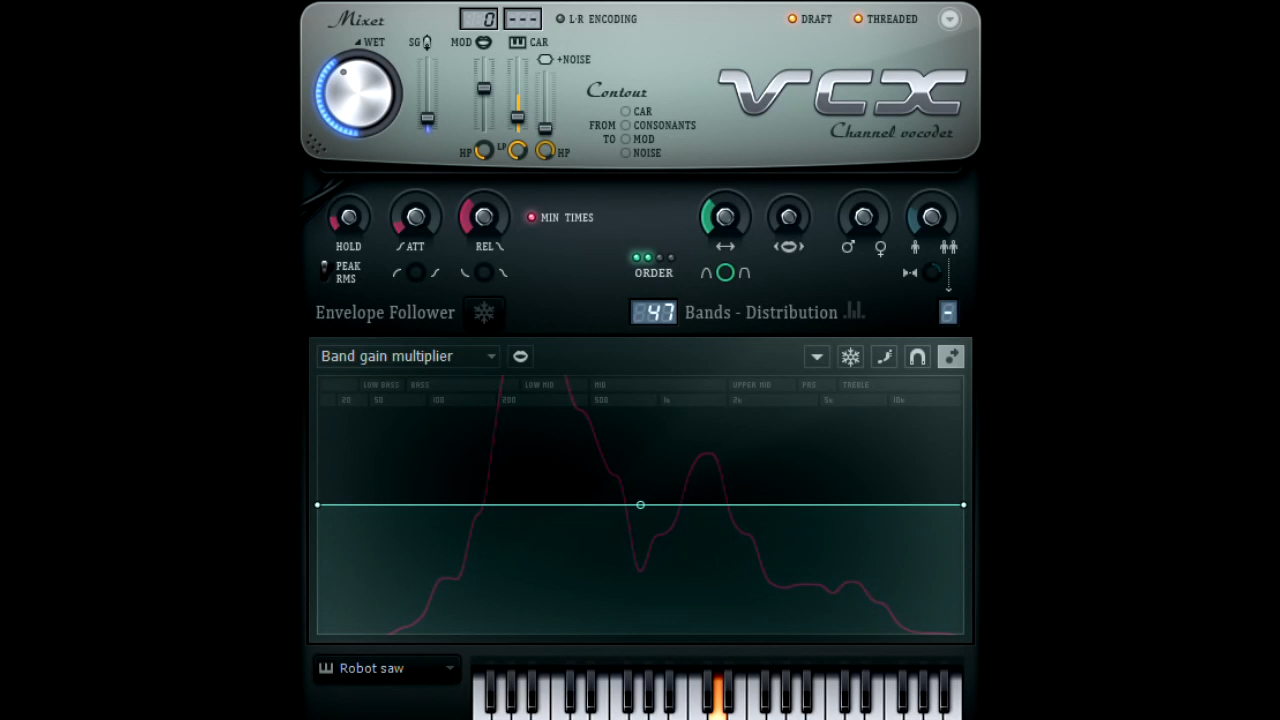 Mixer
0 ---
L-R ENCODING
DRAFT
THREADED
WET
SG
MOD
CAR
+NOISE
Contour
CAR
FROM CONSONANTS
TO MOD
NOISE
VCX
Channel vocoder
HP LP HP
HOLD
ATT
REL
MIN TIMES
PEAK
RMS
ORDER
Envelope Follower
47 Bands - Distribution
-
Band gain multiplier
LOW BASS BASS LOW MID MID UPPER MID PRS TREBLE
20 50 100 200 500 1k 2k 5k 10k
Robot saw